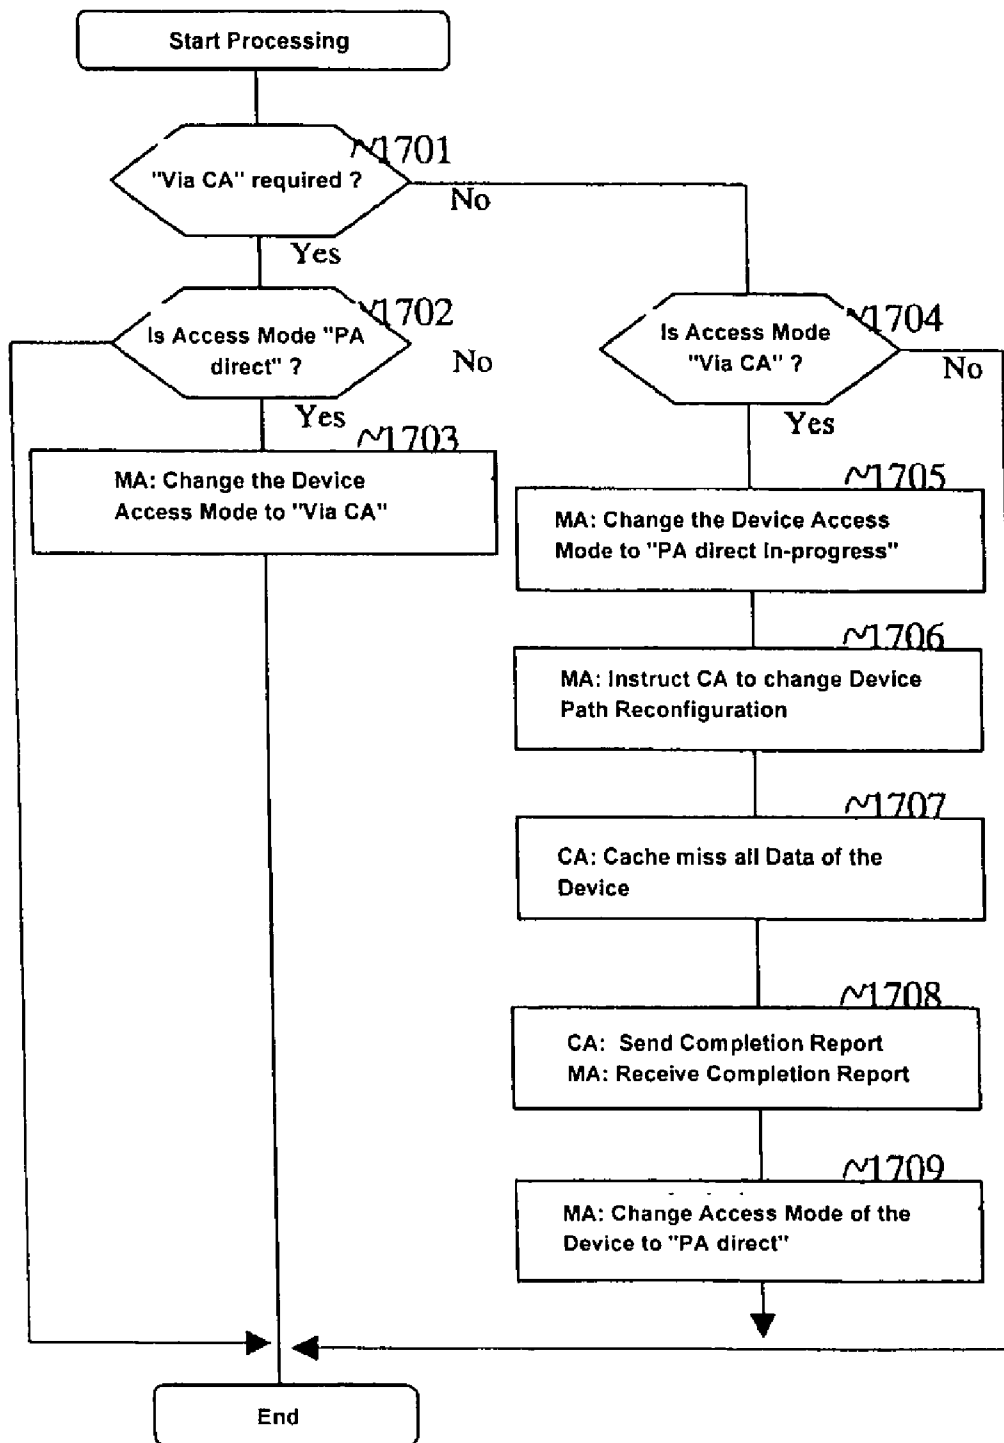 Start Processing
~1701
"Via CA" required ?
No
Yes
~1702
Is Access Mode "PA
direct" ?
No
Yes
~1703
MA: Change the Device
Access Mode to "Via CA"
~1704
Is Access Mode
"Via CA" ?
No
Yes
~1705
MA: Change the Device Access
Mode to "PA direct In-progress"
~1706
MA: Instruct CA to change Device
Path Reconfiguration
~1707
CA: Cache miss all Data of the
Device
~1708
CA: Send Completion Report
MA: Receive Completion Report
~1709
MA: Change Access Mode of the
Device to "PA direct"
End